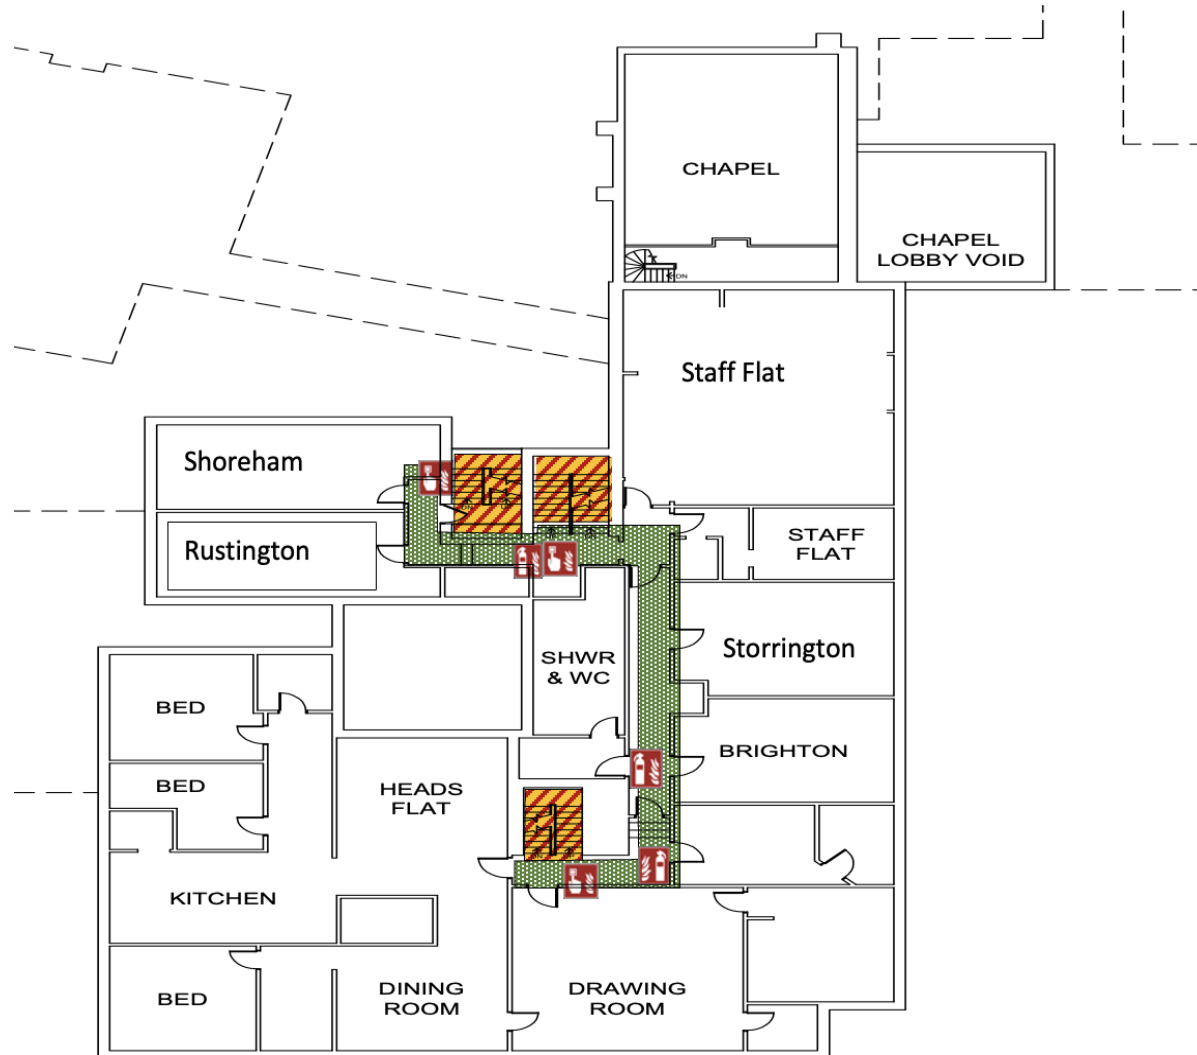 CHAPEL
CHAPEL
LOBBY VOID
DN
Staff Flat
Shoreham
Rustington
STAFF
FLAT
SHWR
& WC
Storrington
BED
BRIGHTON
BED
HEADS
FLAT
KITCHEN
BED
DINING
ROOM
DRAWING
ROOM